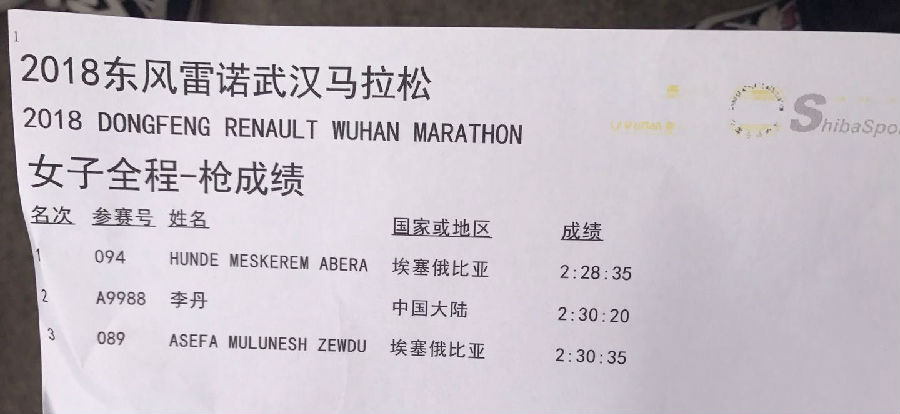 1
2018东风雷诺武汉马拉松
2018 DONGFENG RENAULT WUHAN MARATHON
ShibaSpo
女子全程-枪成绩
名次 参赛号 姓名 国家或地区 成绩
1 094 HUNDE MESKEREM ABERA 埃塞俄比亚 2:28:35
2 A9988 李丹 中国大陆 2:30:20
3 089 ASEFA MULUNESH ZEWDU 埃塞俄比亚 2:30:35